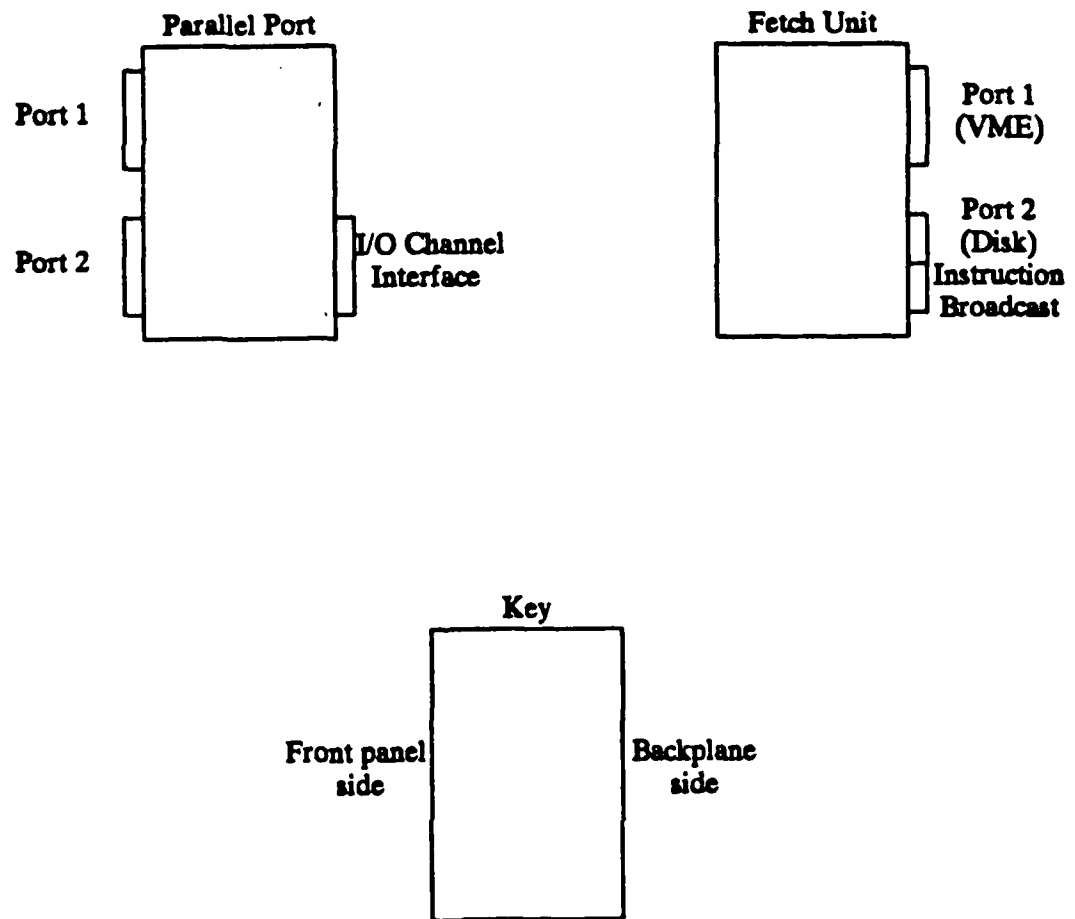 Parallel Port
Port 1
Port 2
I/O Channel
Interface
Fetch Unit
Port 1
(VME)
Port 2
(Disk)
Instruction
Broadcast
Key
Front panel
side
Backplane
side